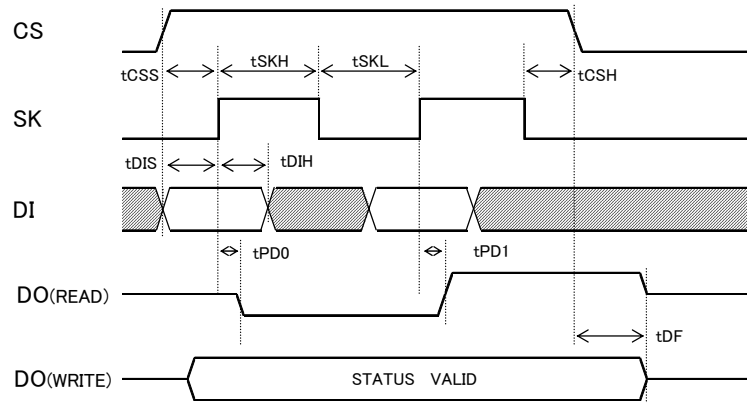 CS
tCSS tSKH tSKL tCSH
SK
tDIS tDIH
DI
tPD0 tPD1
DO(READ)
tDF
DO(WRITE) STATUS VALID